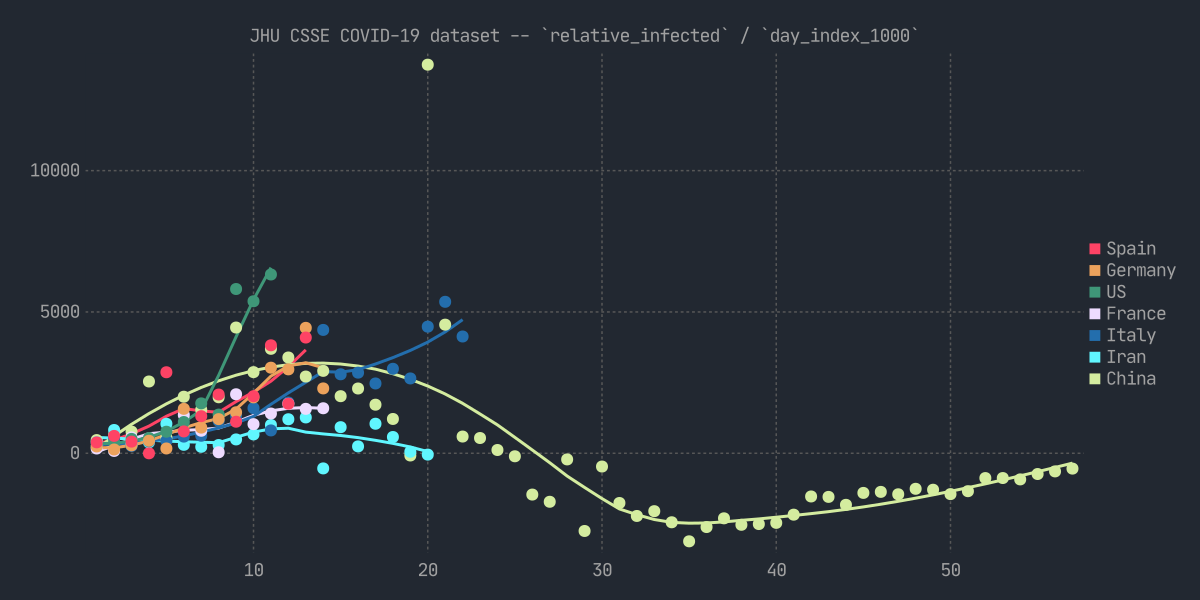 JHU CSSE COVID-19 dataset -- `relative_infected` / `day_index_1000`
10000
5000
0
10 20 30 40 50
Spain
Germany
US
France
Italy
Iran
China